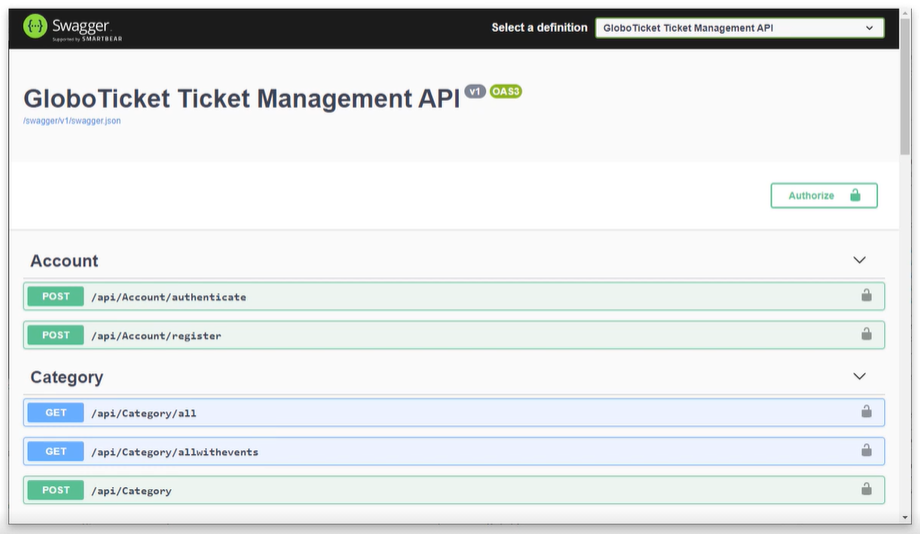 Swagger
Supported by SMARTBEAR
Select a definition
GloboTicket Ticket Management API
GloboTicket Ticket Management API v1 OAS3
/swagger/v1/swagger.json
Authorize
Account
POST /api/Account/authenticate
POST /api/Account/register
Category
GET /api/Category/all
GET /api/Category/allwithevents
POST /api/Category